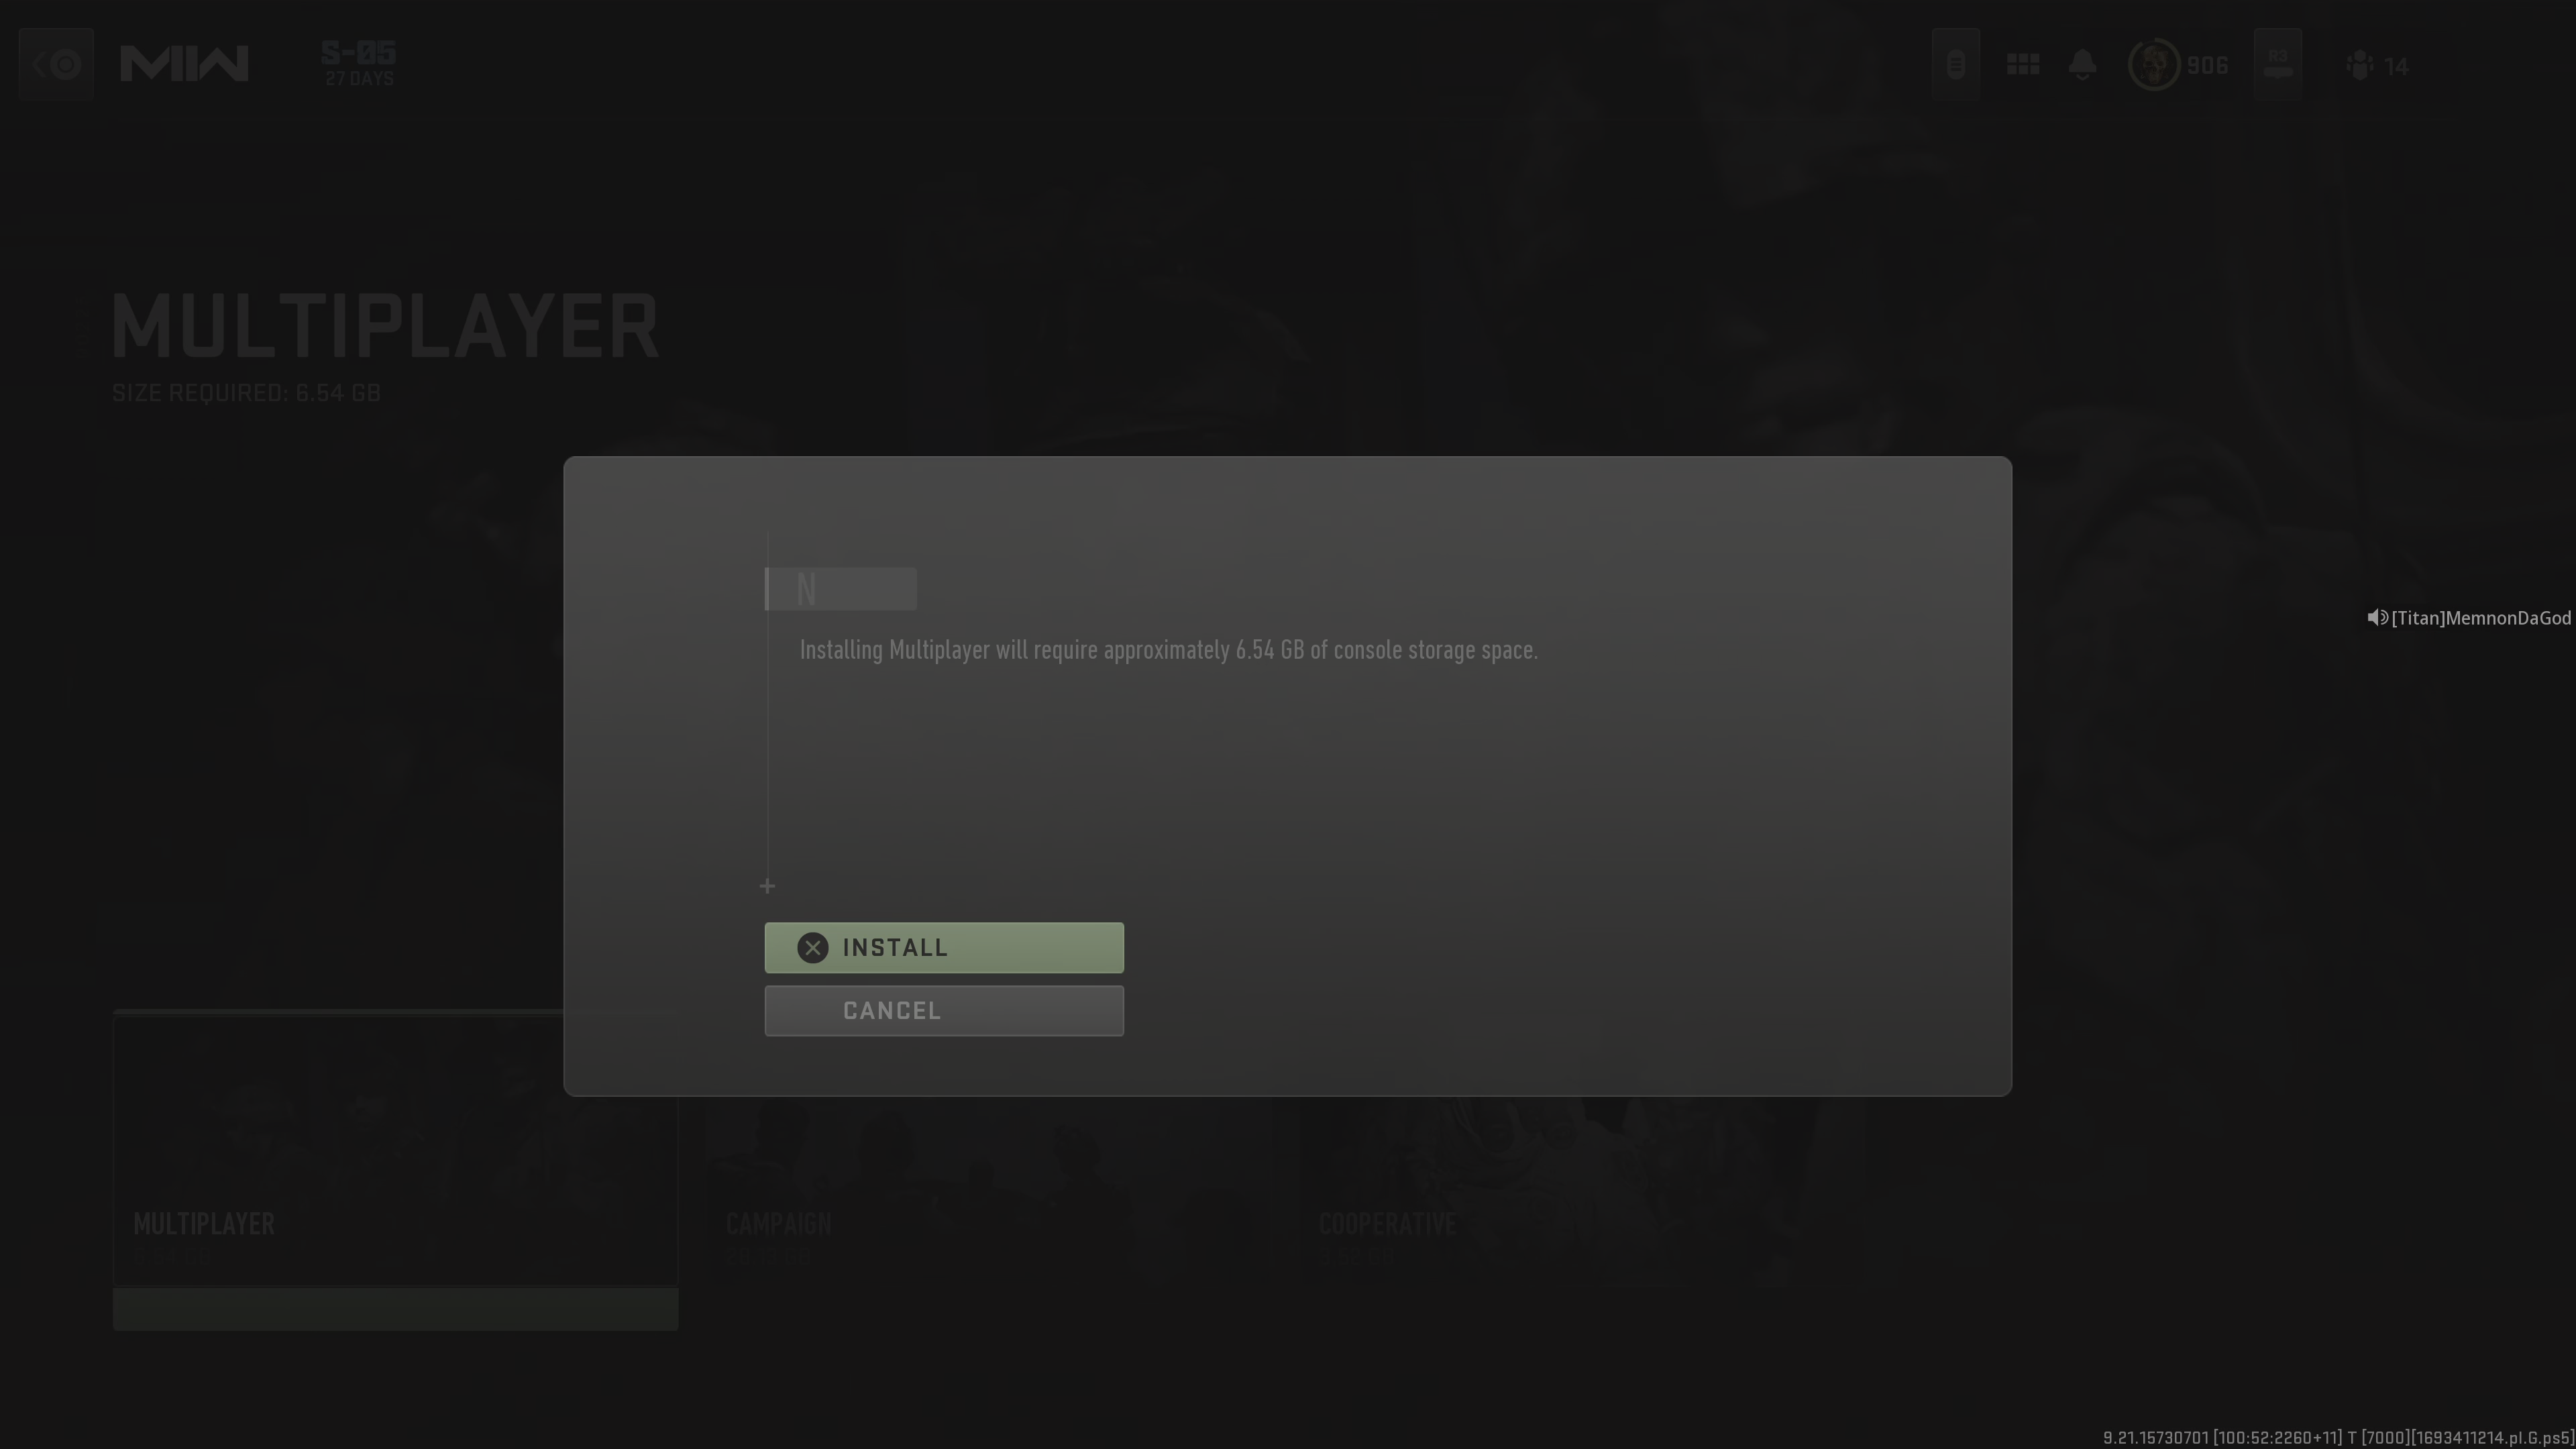 MW
S-05
27 DAYS
906
R3
14
MULTIPLAYER
SIZE REQUIRED: 6.54 GB
N
Installing Multiplayer will require approximately 6.54 GB of console storage space.
[Titan]MemnonDaGod
INSTALL
CANCEL
MULTIPLAYER
CAMPAIGN
COOPERATIVE
9.21.15730701 [100:52:2260+11] T [7000][1693411214.pl.G.ps5]